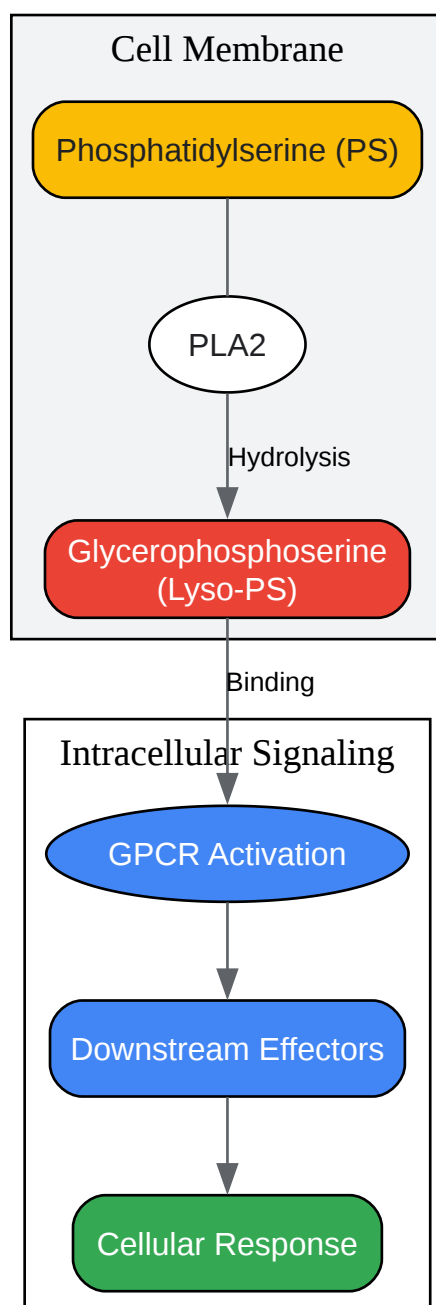 Cell Membrane
Phosphatidylserine (PS)
PLA2
Hydrolysis
Glycerophosphoserine
(Lyso-PS)
Binding
Intracellular Signaling
GPCR Activation
Downstream Effectors
Cellular Response